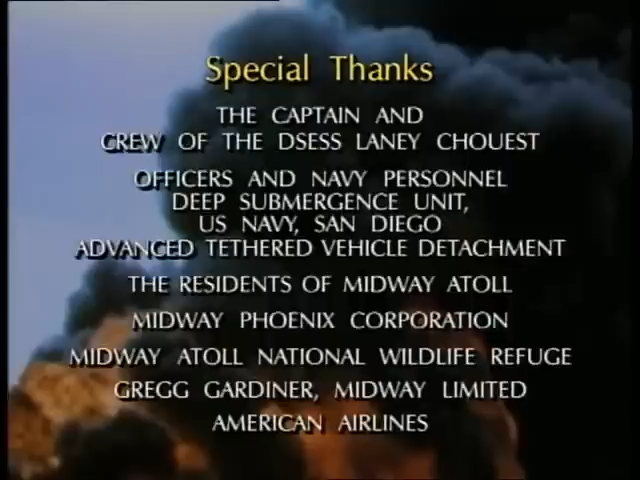 Special Thanks
THE CAPTAIN AND
CREW OF THE DSESS LANEY CHOUEST
OFFICERS AND NAVY PERSONNEL
DEEP SUBMERGENCE UNIT,
US NAVY, SAN DIEGO
ADVANCED TETHERED VEHICLE DETACHMENT
THE RESIDENTS OF MIDWAY ATOLL
MIDWAY PHOENIX CORPORATION
MIDWAY ATOLL NATIONAL WILDLIFE REFUGE
GREGG GARDINER, MIDWAY LIMITED
AMERICAN AIRLINES